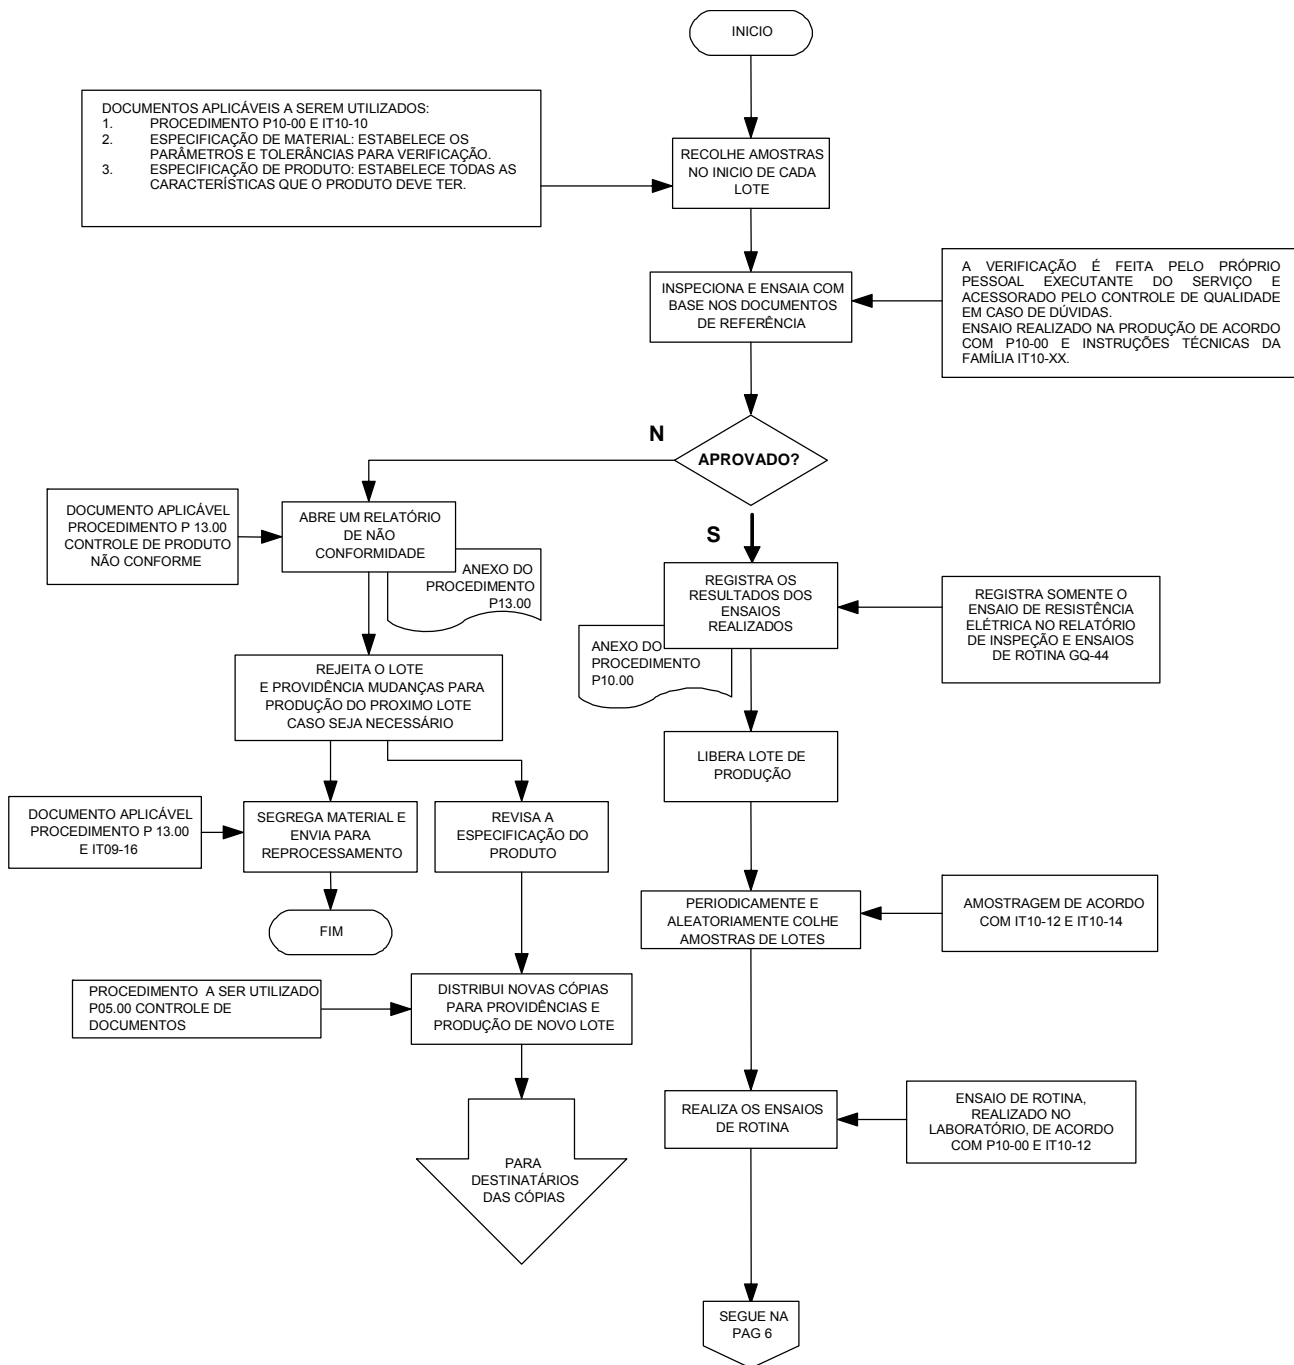 INICIO
DOCUMENTOS APLICÁVEIS A SEREM UTILIZADOS:
1. PROCEDIMENTO P10-00 E IT10-10
2. ESPECIFICAÇÃO DE MATERIAL: ESTABELECE OS
PARÂMETROS E TOLERÂNCIAS PARA VERIFICAÇÃO.
3. ESPECIFICAÇÃO DE PRODUTO: ESTABELECE TODAS AS
CARACTERÍSTICAS QUE O PRODUTO DEVE TER.
RECOLHE AMOSTRAS
NO INICIO DE CADA
LOTE
INSPECIONA E ENSAIA COM
BASE NOS DOCUMENTOS
DE REFERÊNCIA
A VERIFICAÇÃO É FEITA PELO PRÓPRIO
PESSOAL EXECUTANTE DO SERVIÇO E
ACESSORADO PELO CONTROLE DE QUALIDADE
EM CASO DE DÚVIDAS.
ENSAIO REALIZADO NA PRODUÇÃO DE ACORDO
COM P10-00 E INSTRUÇÕES TÉCNICAS DA
FAMÍLIA IT10-XX.
N
APROVADO?
S
DOCUMENTO APLICÁVEL
PROCEDIMENTO P 13.00
CONTROLE DE PRODUTO
NÃO CONFORME
ABRE UM RELATÓRIO
DE NÃO
CONFORMIDADE
ANEXO DO
PROCEDIMENTO
P13.00
REGISTRA OS
RESULTADOS DOS
ENSAIOS
REALIZADOS
ANEXO DO
PROCEDIMENTO
P10.00
REGISTRA SOMENTE O
ENSAIO DE RESISTÊNCIA
ELÉTRICA NO RELATÓRIO
DE INSPEÇÃO E ENSAIOS
DE ROTINA GQ-44
REJEITA O LOTE
E PROVIDÊNCIA MUDANÇAS PARA
PRODUÇÃO DO PROXIMO LOTE
CASO SEJA NECESSÁRIO
LIBERA LOTE DE
PRODUÇÃO
DOCUMENTO APLICÁVEL
PROCEDIMENTO P 13.00
E IT09-16
SEGREGA MATERIAL E
ENVIA PARA
REPROCESSAMENTO
REVISA A
ESPECIFICAÇÃO DO
PRODUTO
FIM
PERIODICAMENTE E
ALEATORIAMENTE COLHE
AMOSTRAS DE LOTES
AMOSTRAGEM DE ACORDO
COM IT10-12 E IT10-14
PROCEDIMENTO A SER UTILIZADO
P05.00 CONTROLE DE
DOCUMENTOS
DISTRIBUI NOVAS CÓPIAS
PARA PROVIDÊNCIAS E
PRODUÇÃO DE NOVO LOTE
REALIZA OS ENSAIOS
DE ROTINA
ENSAIO DE ROTINA,
REALIZADO NO
LABORATÓRIO, DE ACORDO
COM P10-00 E IT10-12
PARA
DESTINATÁRIOS
DAS CÓPIAS
SEGUE NA
PAG 6